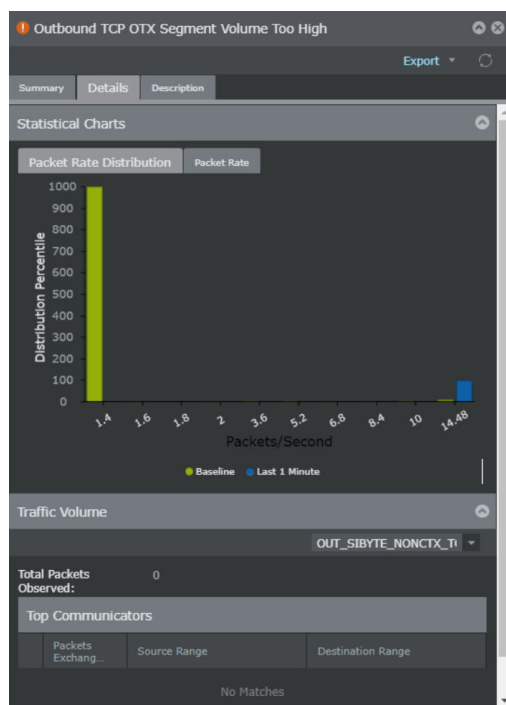 Outbound TCP OTX Segment Volume Too High
Export
Summary Details Description
Statistical Charts
Packet Rate Distribution Packet Rate
Distribution Percentile
1000
900
800
700
600
500
400
300
200
100
0
1.4 1.6 1.8 2 3.6 5.2 6.8 8.4 10 14.48
Packets/Second
Baseline Last 1 Minute
Traffic Volume
OUT_SIBYTE_NONCTX_T(
Total Packets 0
Observed:
Top Communicators
Packets
Exchang... Source Range Destination Range
No Matches